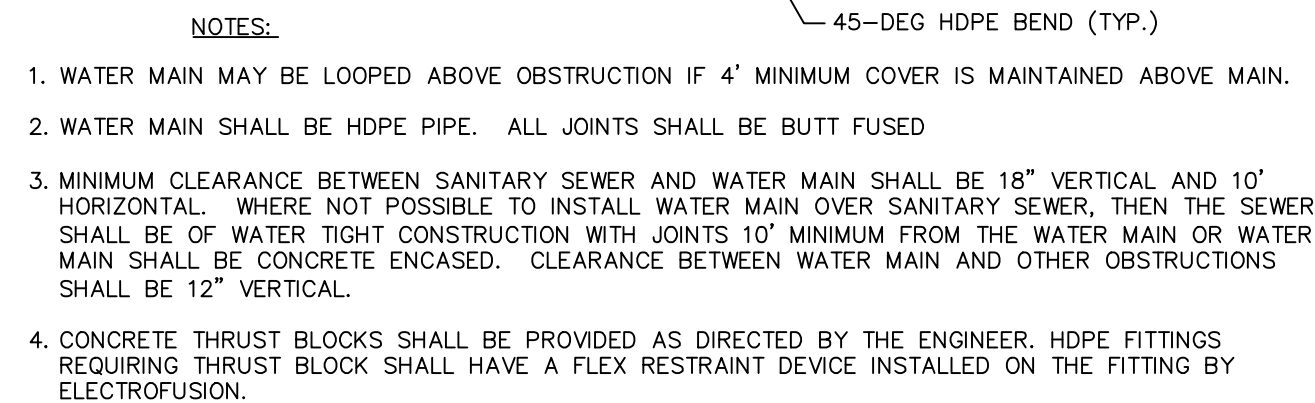 45-DEG HDPE BEND (TYP.)
NOTES:
1. WATER MAIN MAY BE LOOPED ABOVE OBSTRUCTION IF 4' MINIMUM COVER IS MAINTAINED ABOVE MAIN.
2. WATER MAIN SHALL BE HDPE PIPE. ALL JOINTS SHALL BE BUTT FUSED
3. MINIMUM CLEARANCE BETWEEN SANITARY SEWER AND WATER MAIN SHALL BE 18" VERTICAL AND 10'
HORIZONTAL. WHERE NOT POSSIBLE TO INSTALL WATER MAIN OVER SANITARY SEWER, THEN THE SEWER
SHALL BE OF WATER TIGHT CONSTRUCTION WITH JOINTS 10' MINIMUM FROM THE WATER MAIN OR WATER
MAIN SHALL BE CONCRETE ENCASED. CLEARANCE BETWEEN WATER MAIN AND OTHER OBSTRUCTIONS
SHALL BE 12" VERTICAL.
4. CONCRETE THRUST BLOCKS SHALL BE PROVIDED AS DIRECTED BY THE ENGINEER. HDPE FITTINGS
REQUIRING THRUST BLOCK SHALL HAVE A FLEX RESTRAINT DEVICE INSTALLED ON THE FITTING BY
ELECTROFUSION.